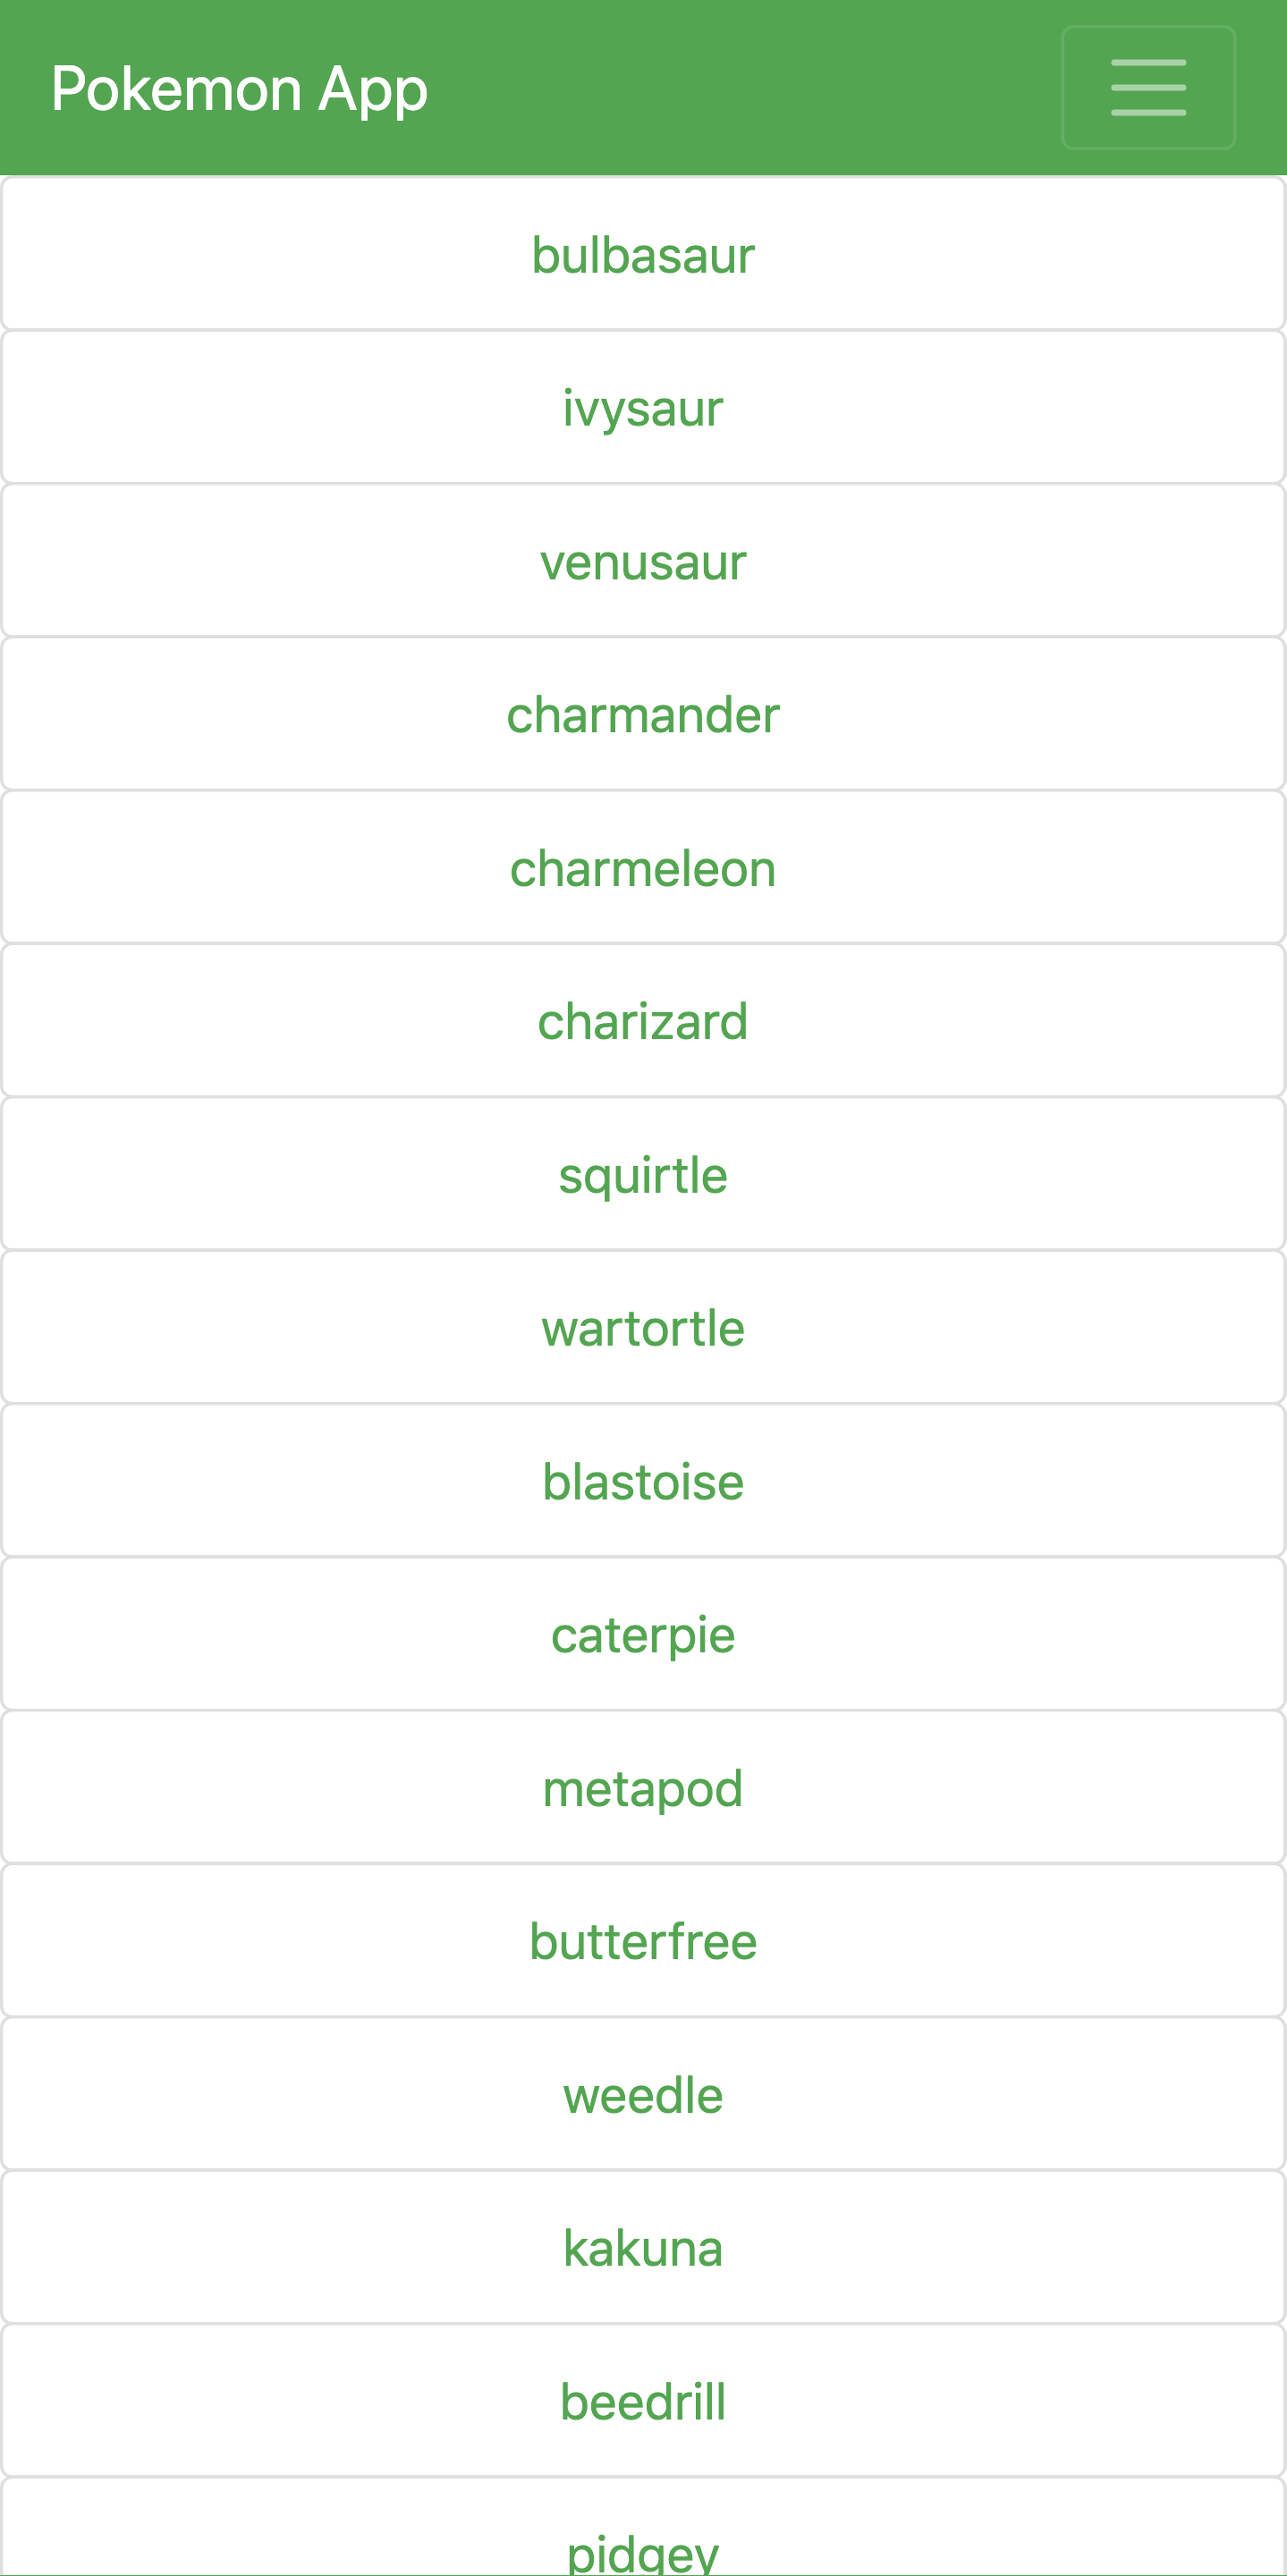 Pokemon App
bulbasaur
ivysaur
venusaur
charmander
charmeleon
charizard
squirtle
wartortle
blastoise
caterpie
metapod
butterfree
weedle
kakuna
beedrill
pidgey